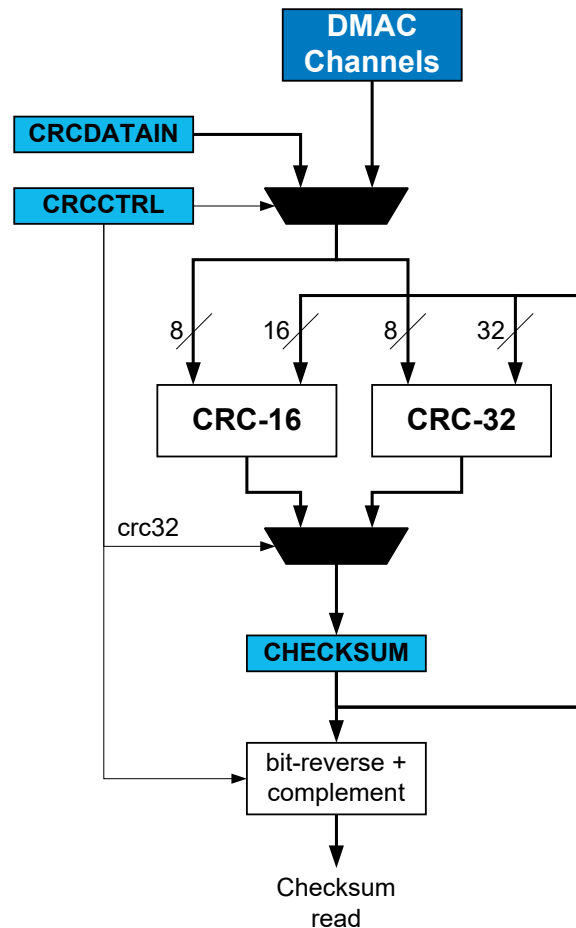 DMAC
Channels
CRCDATAIN
CRCCTRL
8
16
8
32
CRC-16
CRC-32
crc32
CHECKSUM
bit-reverse +
complement
Checksum
read